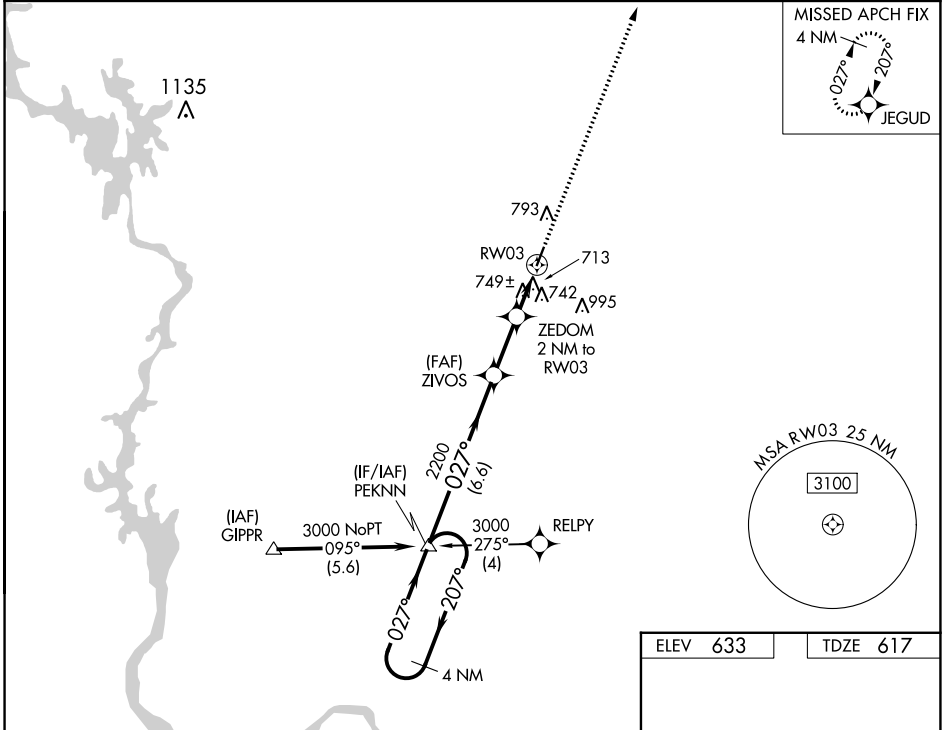 MISSED APCH FIX
4 NM
027°
207°
JEGUD
1135
793
RW03
713
749±
742
995
ZEDOM
2 NM to
RW03
(FAF)
ZIVOS
2200
027°
(6.6)
(IF/IAF)
PEKNN
(IAF)
GIPPR
3000 NoPT
095°
(5.6)
3000
275°
(4)
RELPY
027°
207°
4 NM
MSA RW03 25 NM
3100
ELEV 633
TDZE 617